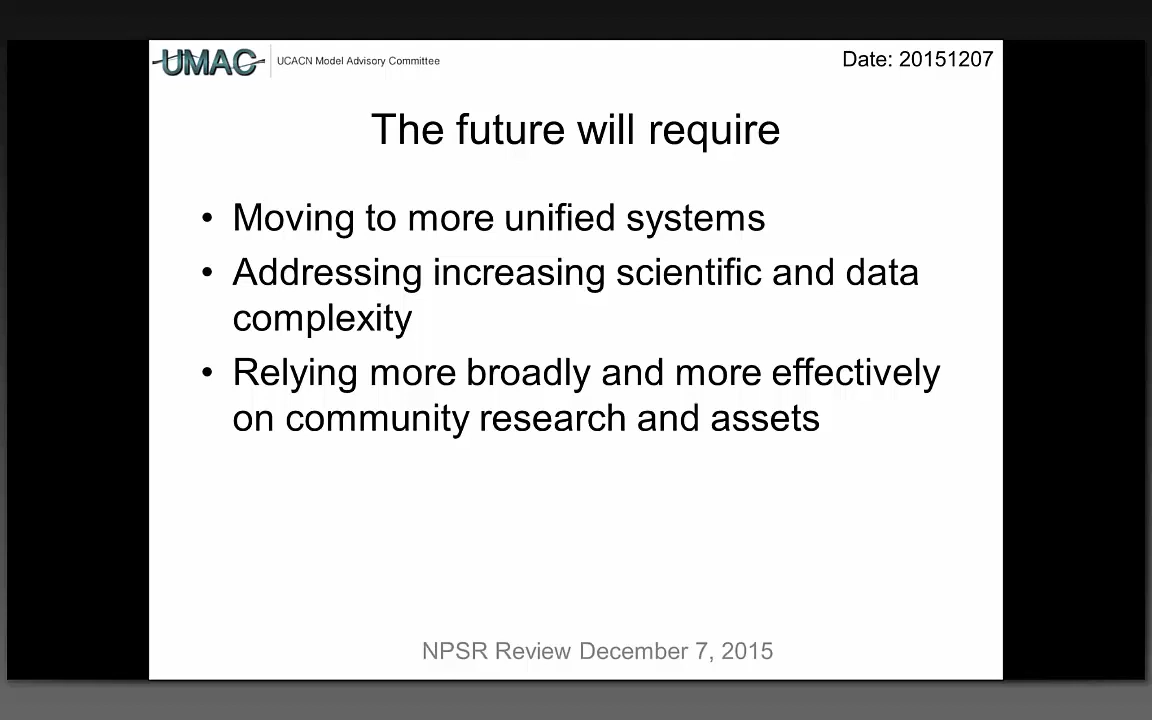 UMAC
UCACN Model Advisory Committee
Date: 20151207
The future will require
• Moving to more unified systems
• Addressing increasing scientific and data
complexity
• Relying more broadly and more effectively
on community research and assets
NPSR Review December 7, 2015